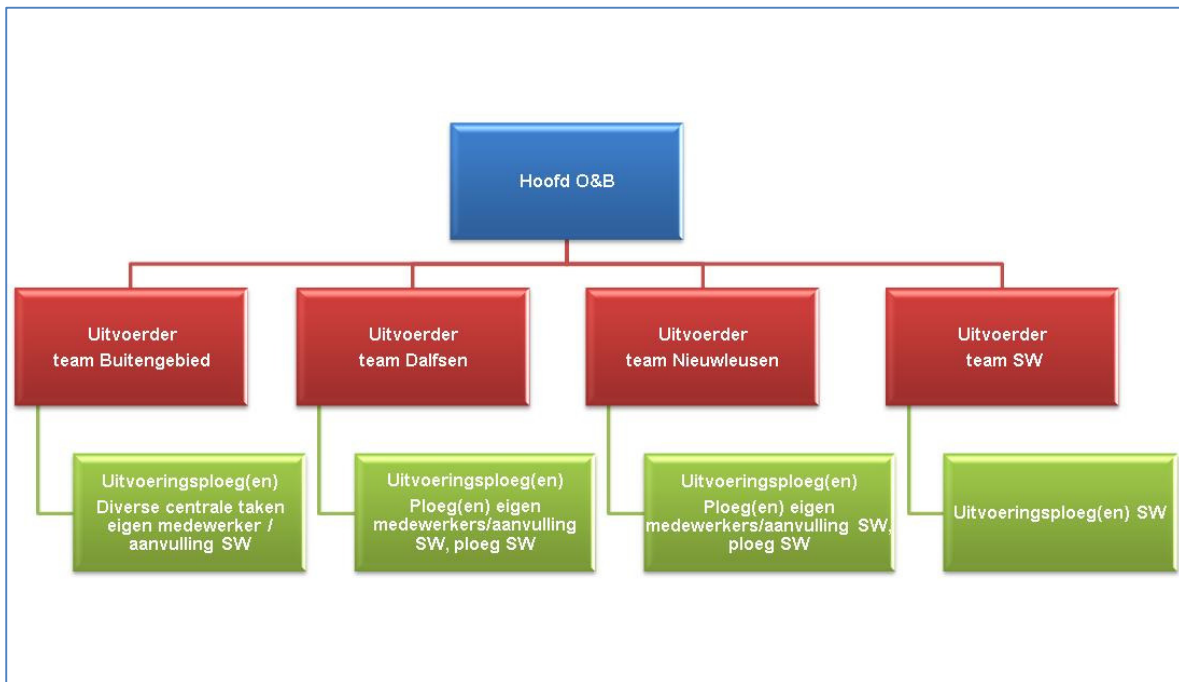 Hoofd O&B
Uitvoerder
team Buitengebied
Uitvoerder
team Dalfsen
Uitvoerder
team Nieuwleusen
Uitvoerder
team SW
Uitvoeringsploeg(en)
Diverse centrale taken
eigen medewerker /
aanvulling SW
Uitvoeringsploeg(en)
Ploeg(en) eigen
medewerkers/aanvulling
SW, ploeg SW
Uitvoeringsploeg(en)
Ploeg(en) eigen
medewerkers/aanvulling SW,
ploeg SW
Uitvoeringsploeg(en) SW